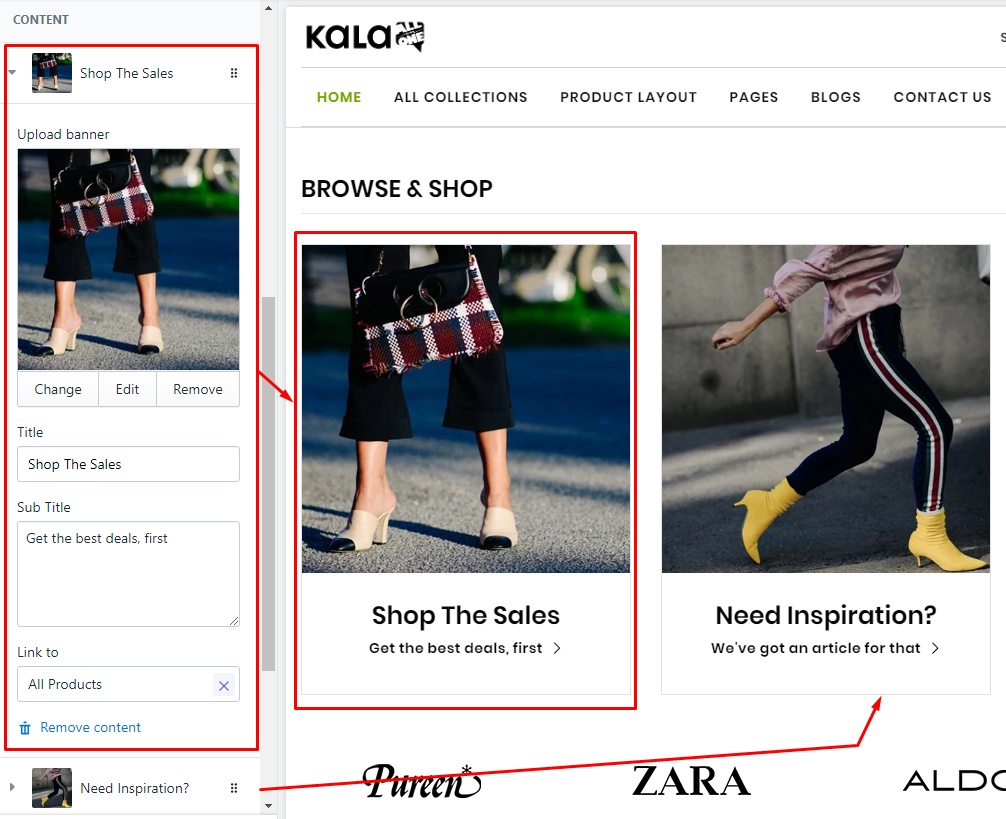 CONTENT
Shop The Sales
Upload banner
Change Edit Remove
Title
Shop The Sales
Sub Title
Get the best deals, first
Link to
All Products
Remove content
Need Inspiration?
KALA ONE
HOME ALL COLLECTIONS PRODUCT LAYOUT PAGES BLOGS CONTACT US
BROWSE & SHOP
Shop The Sales
Get the best deals, first
Need Inspiration?
We've got an article for that
Pureen
ZARA
ALDO